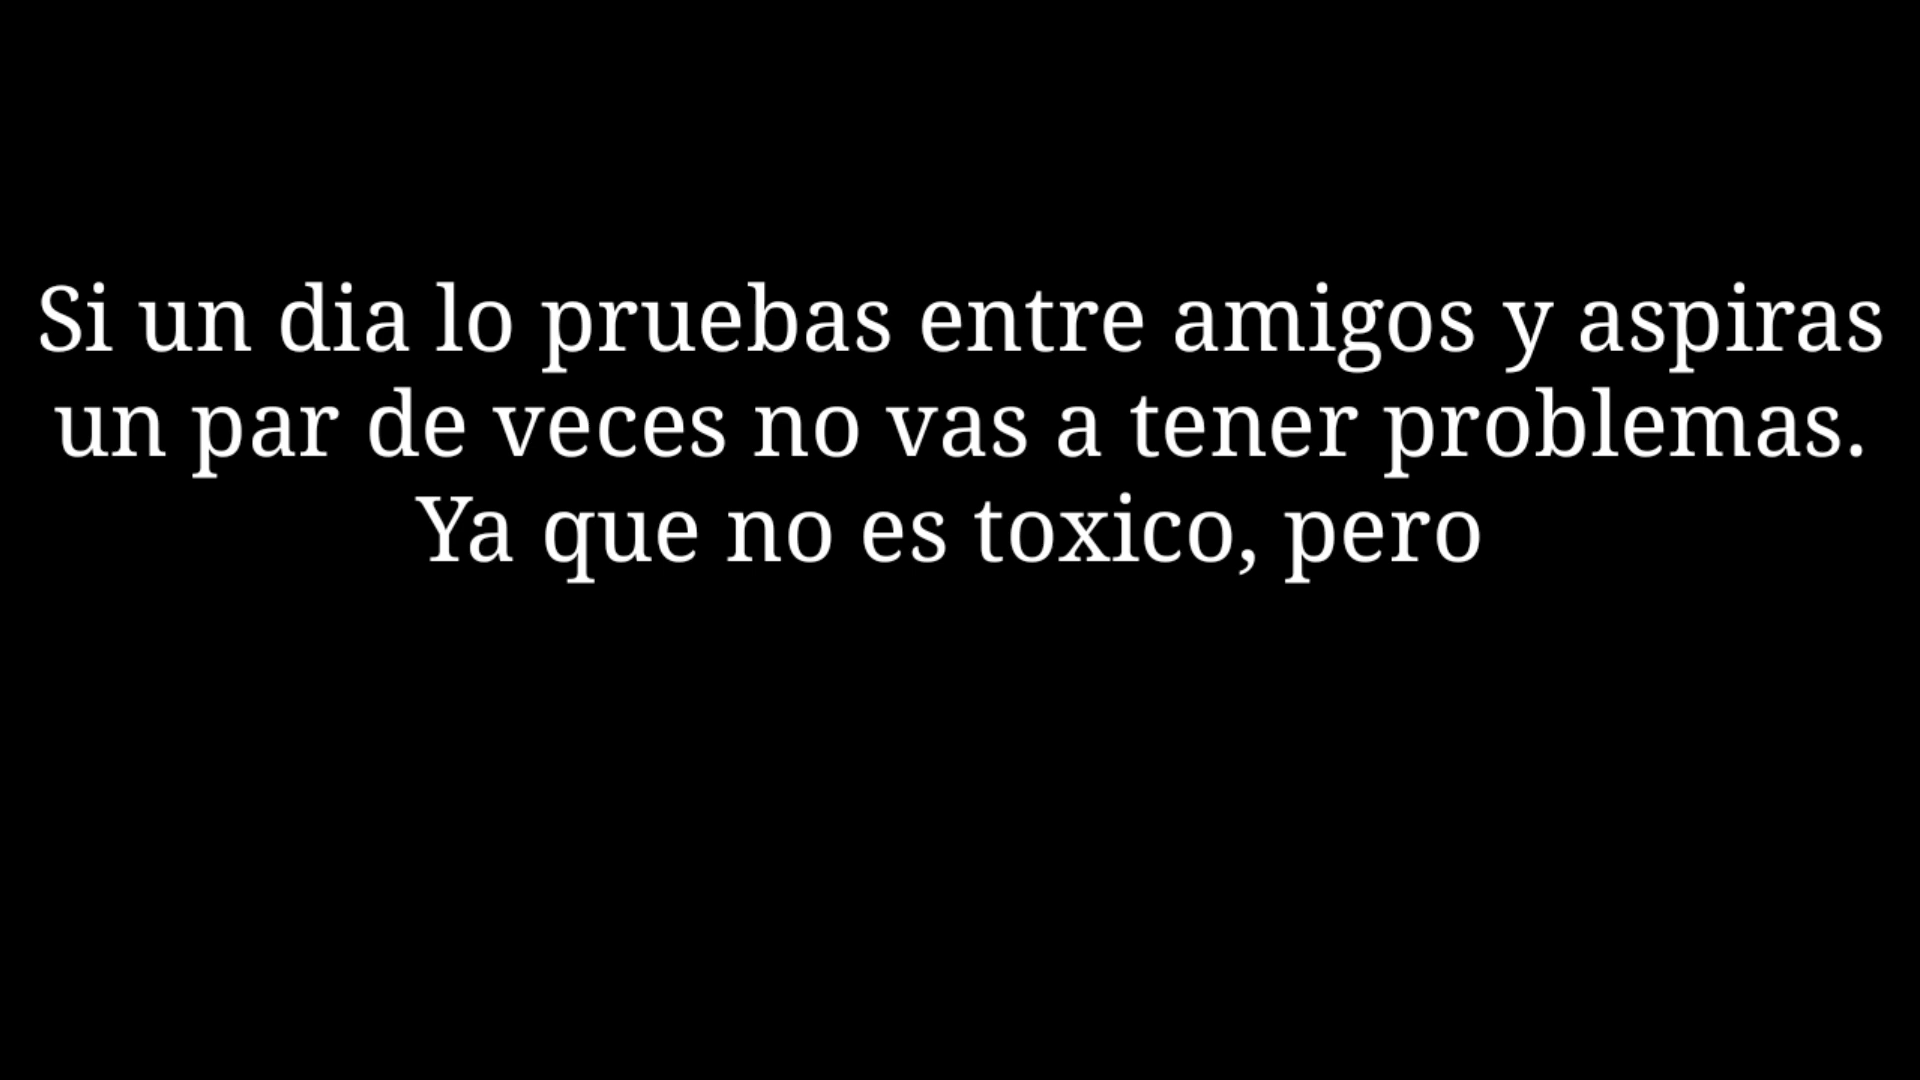 Si un dia lo pruebas entre amigos y aspiras
un par de veces no vas a tener problemas.
Ya que no es toxico, pero